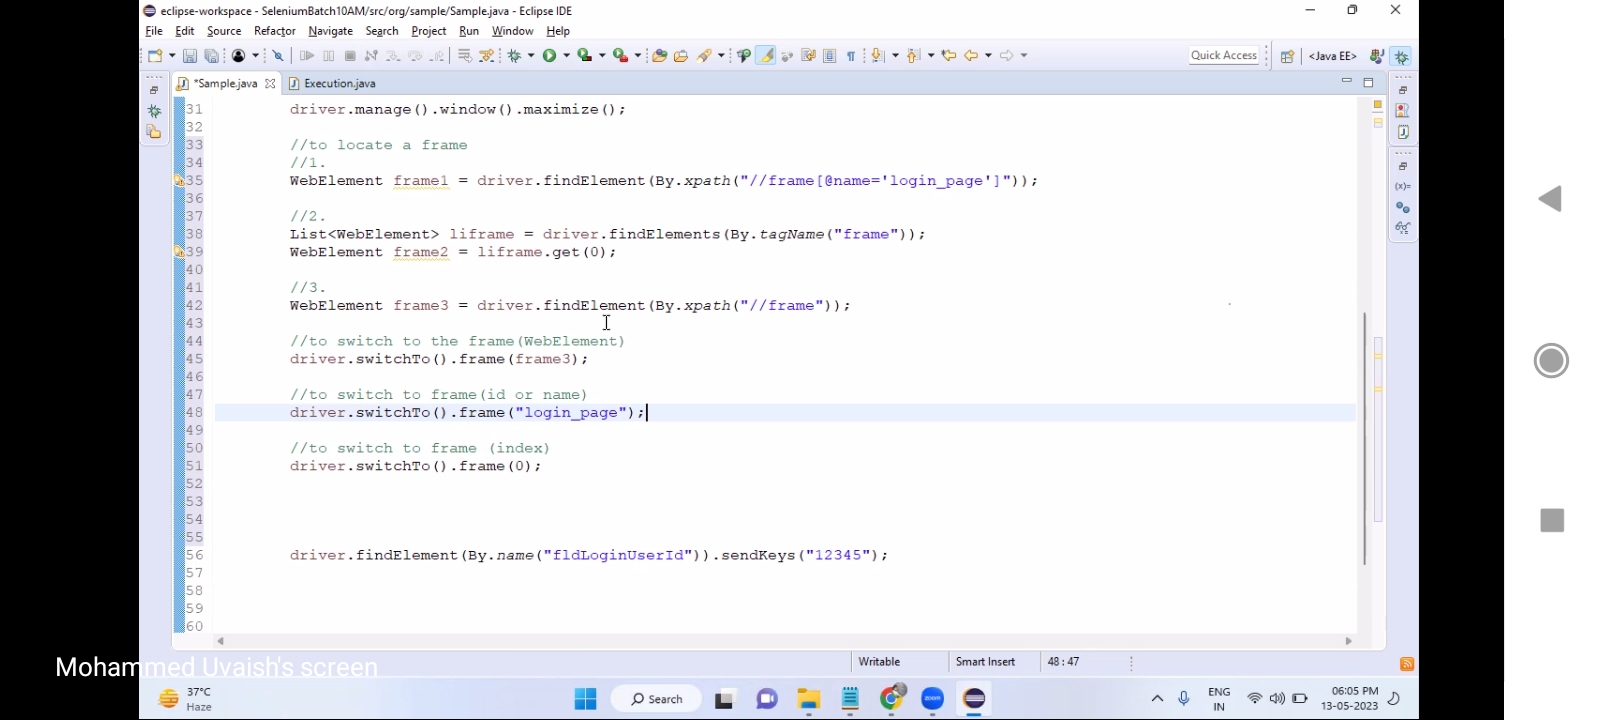 eclipse-workspace - SeleniumBatch10AM/src/org/sample/Sample.java - Eclipse IDE
File Edit Source Refactor Navigate Search Project Run Window Help
Quick Access <Java EE>
*Sample.java Execution.java
31 driver.manage().window().maximize();
32
33 //to locate a frame
34 //1.
35 WebElement frame1 = driver.findElement(By.xpath("//frame[@name='login_page']"));
36
37 //2.
38 List<WebElement> liframe = driver.findElements(By.tagName("frame"));
39 WebElement frame2 = liframe.get(0);
40
41 //3.
42 WebElement frame3 = driver.findElement(By.xpath("//frame"));
43
44 //to switch to the frame(WebElement)
45 driver.switchTo().frame(frame3);
46
47 //to switch to frame(id or name)
48 driver.switchTo().frame("login_page");
49
50 //to switch to frame (index)
51 driver.switchTo().frame(0);
52
53
54
55
56 driver.findElement(By.name("fldLoginUserId")).sendKeys("12345");
57
58
59
60
Writable Smart Insert 48 : 47
Mohammed Uvaish's screen
37°C
Haze
Search
zoom
ENG
IN
06:05 PM
13-05-2023